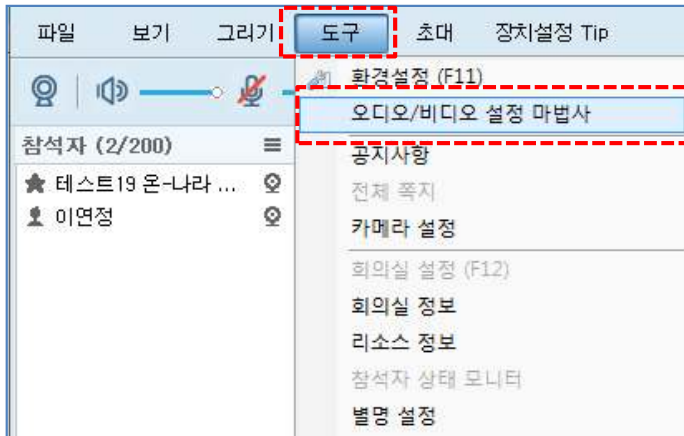 파일 보기 그리기 도구 초대 장치설정 Tip
환경설정 (F11)
오디오/비디오 설정 마법사
참석자 (2/200)
공지사항
테스트19 온-나라 ...
전체 쪽지
이연정
카메라 설정
회의실 설정 (F12)
회의실 정보
리소스 정보
참석자 상태 모니터
별명 설정